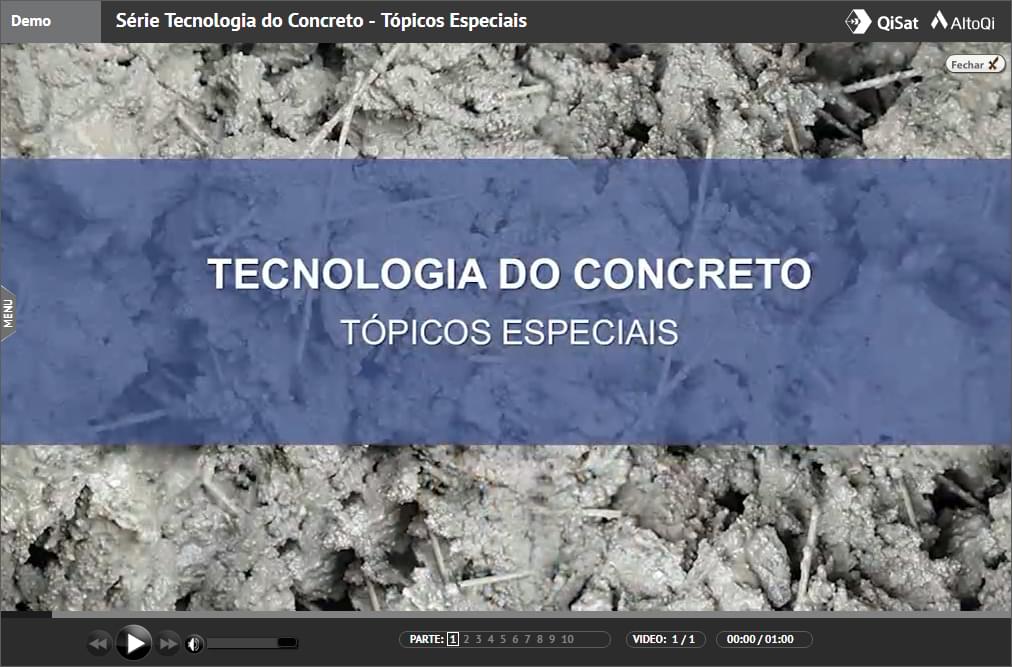 Demo
Série Tecnologia do Concreto - Tópicos Especiais
QiSat
AltoQi
Fechar
TECNOLOGIA DO CONCRETO
TÓPICOS ESPECIAIS
MENU
PARTE: 1 2 3 4 5 6 7 8 9 10
VIDEO: 1 / 1
00:00 / 01:00